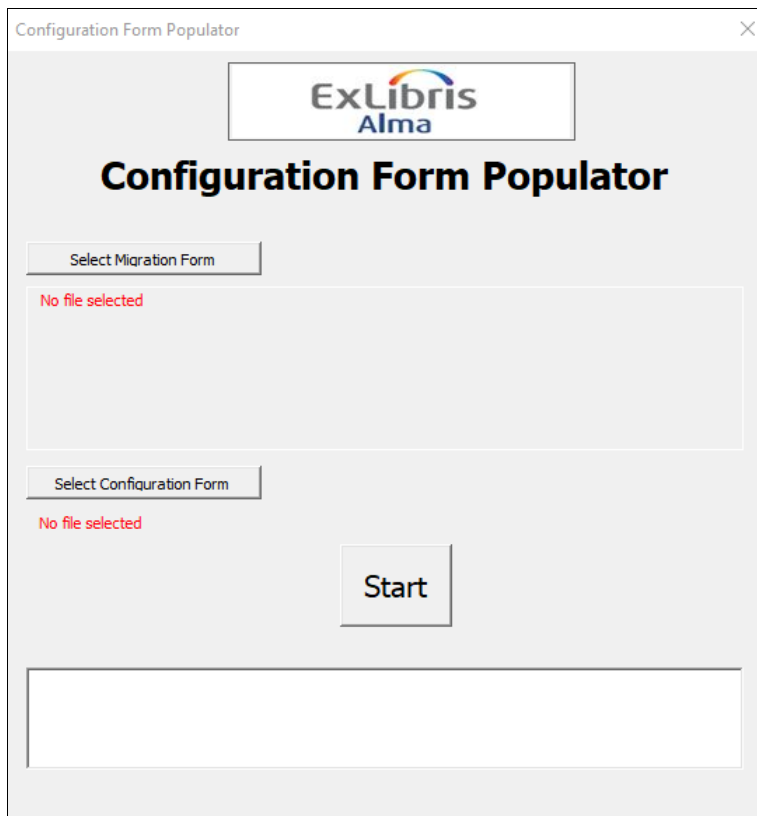 Configuration Form Populator
ExLibris
Alma
Configuration Form Populator
Select Migration Form
No file selected
Select Configuration Form
No file selected
Start